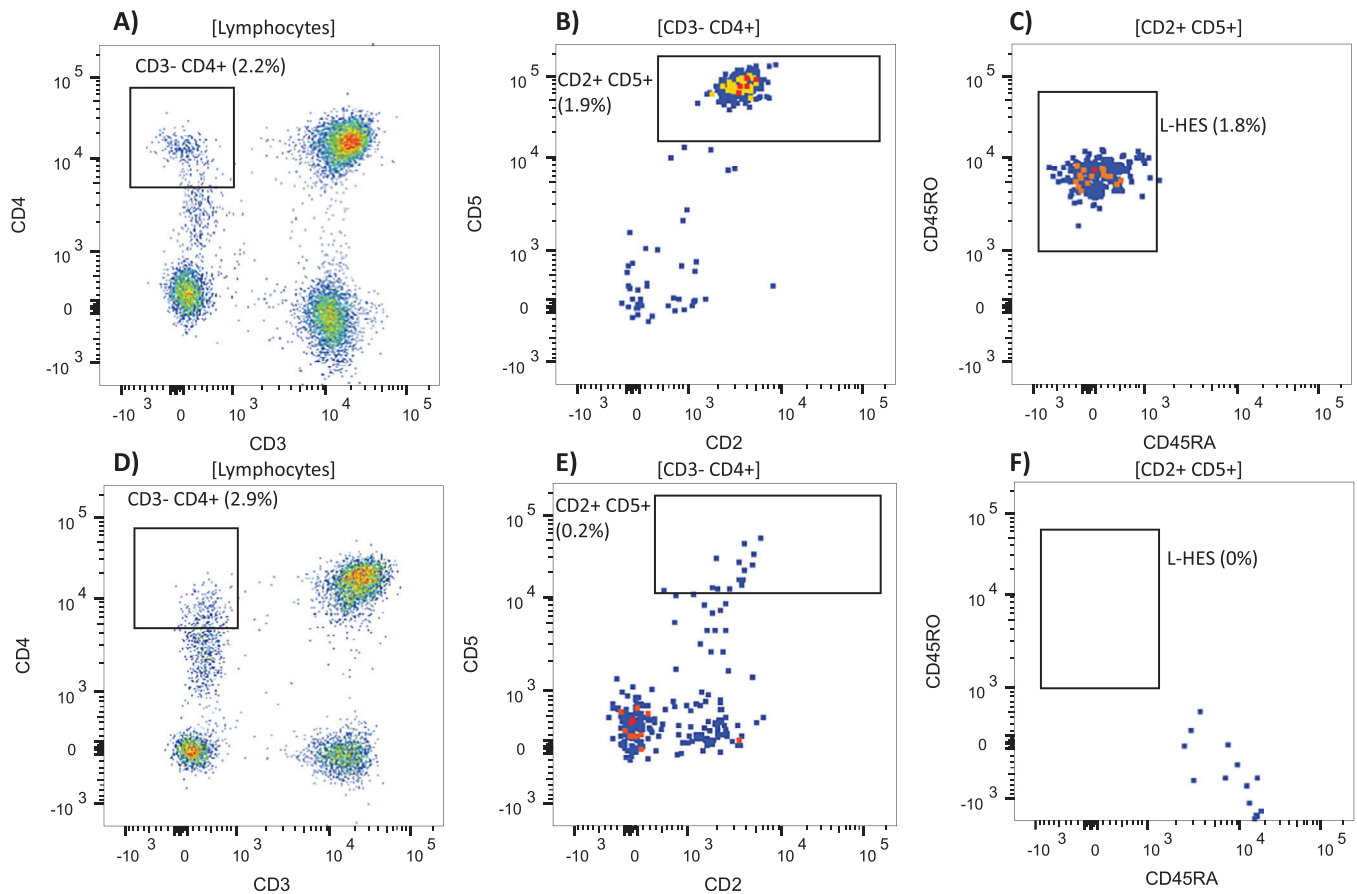 A)
[Lymphocytes]
CD3- CD4+ (2.2%)
10 5
10 4
10 3
0
-10 3
CD4
-10 3
0
10 3
10 4
10 5
CD3
B)
[CD3- CD4+]
CD2+ CD5+
(1.9%)
10 5
10 4
10 3
0
-10 3
CD5
-10 3
0
10 3
10 4
10 5
CD2
C)
[CD2+ CD5+]
L-HES (1.8%)
10 5
10 4
10 3
0
-10 3
CD45RO
-10 3
0
10 3
10 4
10 5
CD45RA
D)
[Lymphocytes]
CD3- CD4+ (2.9%)
10 5
10 4
10 3
0
-10 3
CD4
-10 3
0
10 3
10 4
10 5
CD3
E)
[CD3- CD4+]
CD2+ CD5+
(0.2%)
10 5
10 4
10 3
0
-10 3
CD5
-10 3
0
10 3
10 4
10 5
CD2
F)
[CD2+ CD5+]
L-HES (0%)
10 5
10 4
10 3
0
-10 3
CD45RO
-10 3
0
10 3
10 4
10 5
CD45RA